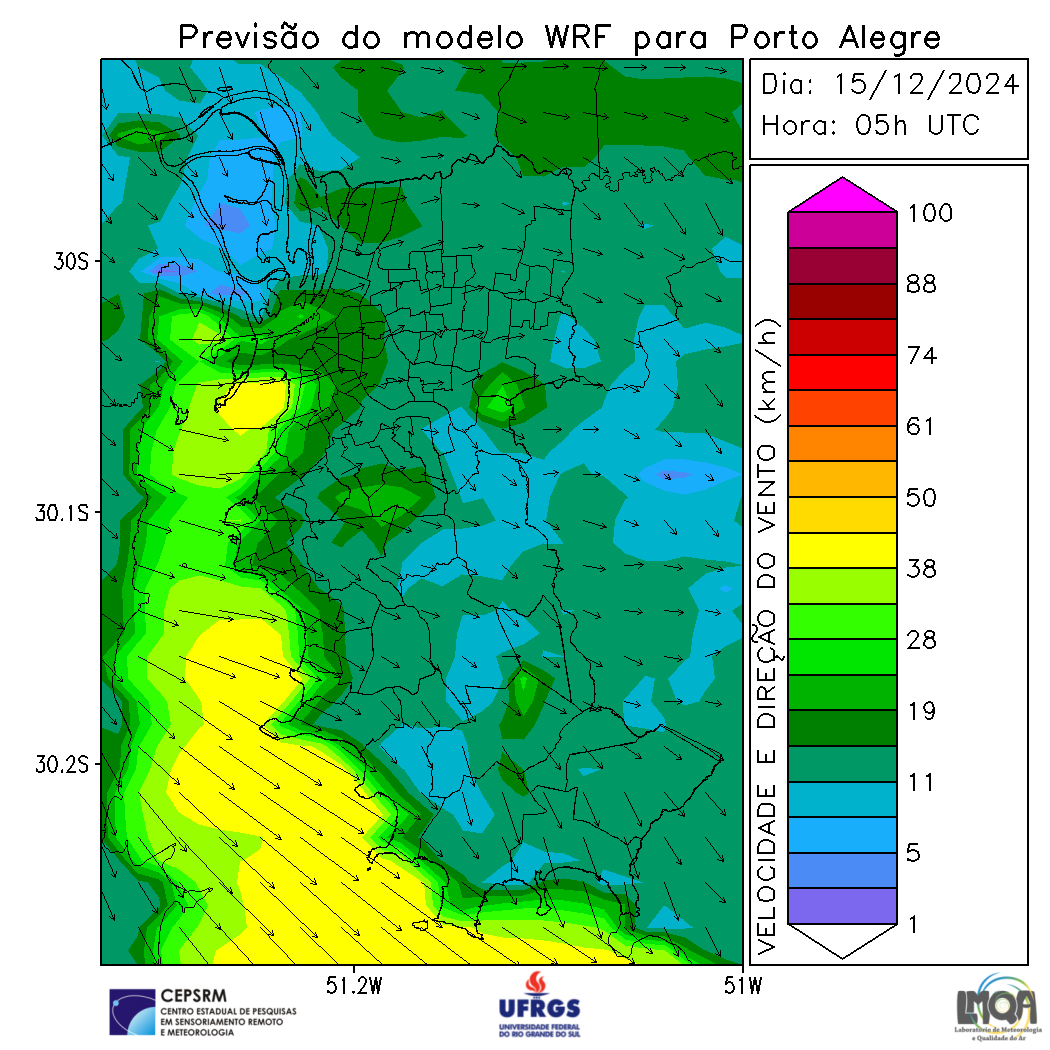 Previsão do modelo WRF para Porto Alegre
Dia: 15/12/2024
Hora: 05h UTC
30S
30.1S
30.2S
51.2W
51W
VELOCIDADE E DIREÇÃO DO VENTO (km/h)
100
88
74
61
50
38
28
19
11
5
1
CEPSRM
CENTRO ESTADUAL DE PESQUISAS
EM SENSORIAMENTO REMOTO
E METEOROLOGIA
UFRGS
UNIVERSIDADE FEDERAL
DO RIO GRANDE DO SUL
LMQA
Laboratório de Meteorologia
e Qualidade do Ar